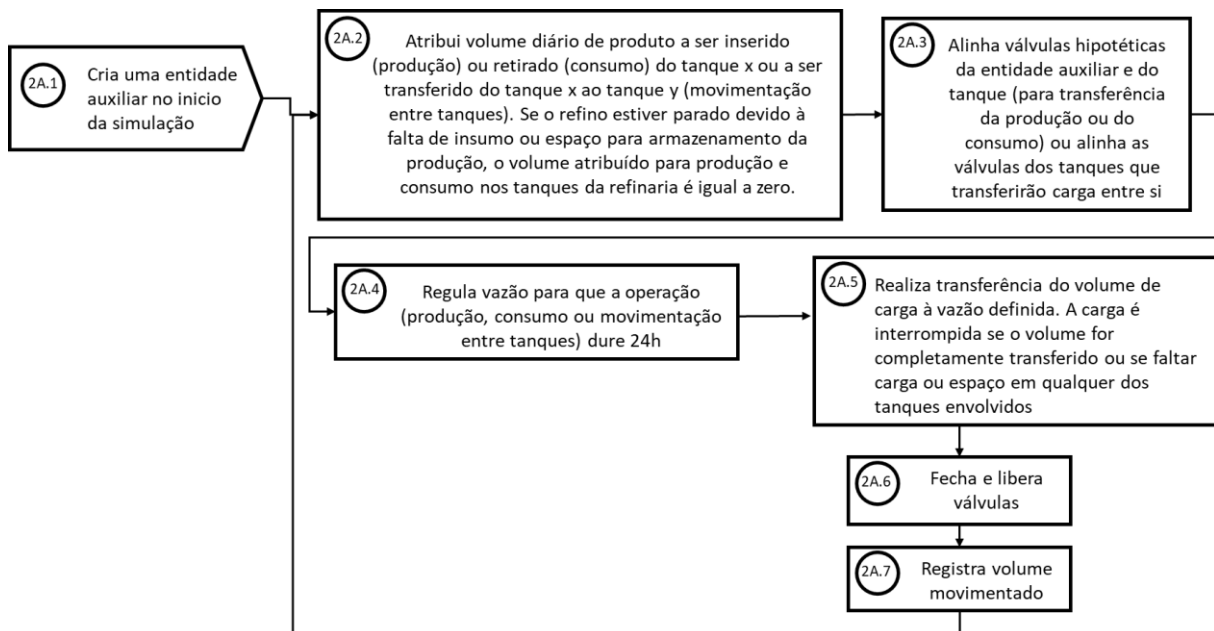 2A.1
Cria uma entidade
auxiliar no inicio
da simulação
2A.2
Atribui volume diário de produto a ser inserido
(produção) ou retirado (consumo) do tanque x ou a ser
transferido do tanque x ao tanque y (movimentação
entre tanques). Se o refino estiver parado devido à
falta de insumo ou espaço para armazenamento da
produção, o volume atribuído para produção e
consumo nos tanques da refinaria é igual a zero.
2A.3
Alinha válvulas hipotéticas
da entidade auxiliar e do
tanque (para transferência
da produção ou do
consumo) ou alinha as
válvulas dos tanques que
transferirão carga entre si
2A.4
Regula vazão para que a operação
(produção, consumo ou movimentação
entre tanques) dure 24h
2A.5
Realiza transferência do volume de
carga à vazão definida. A carga é
interrompida se o volume for
completamente transferido ou se faltar
carga ou espaço em qualquer dos
tanques envolvidos
2A.6
Fecha e libera
válvulas
2A.7
Registra volume
movimentado